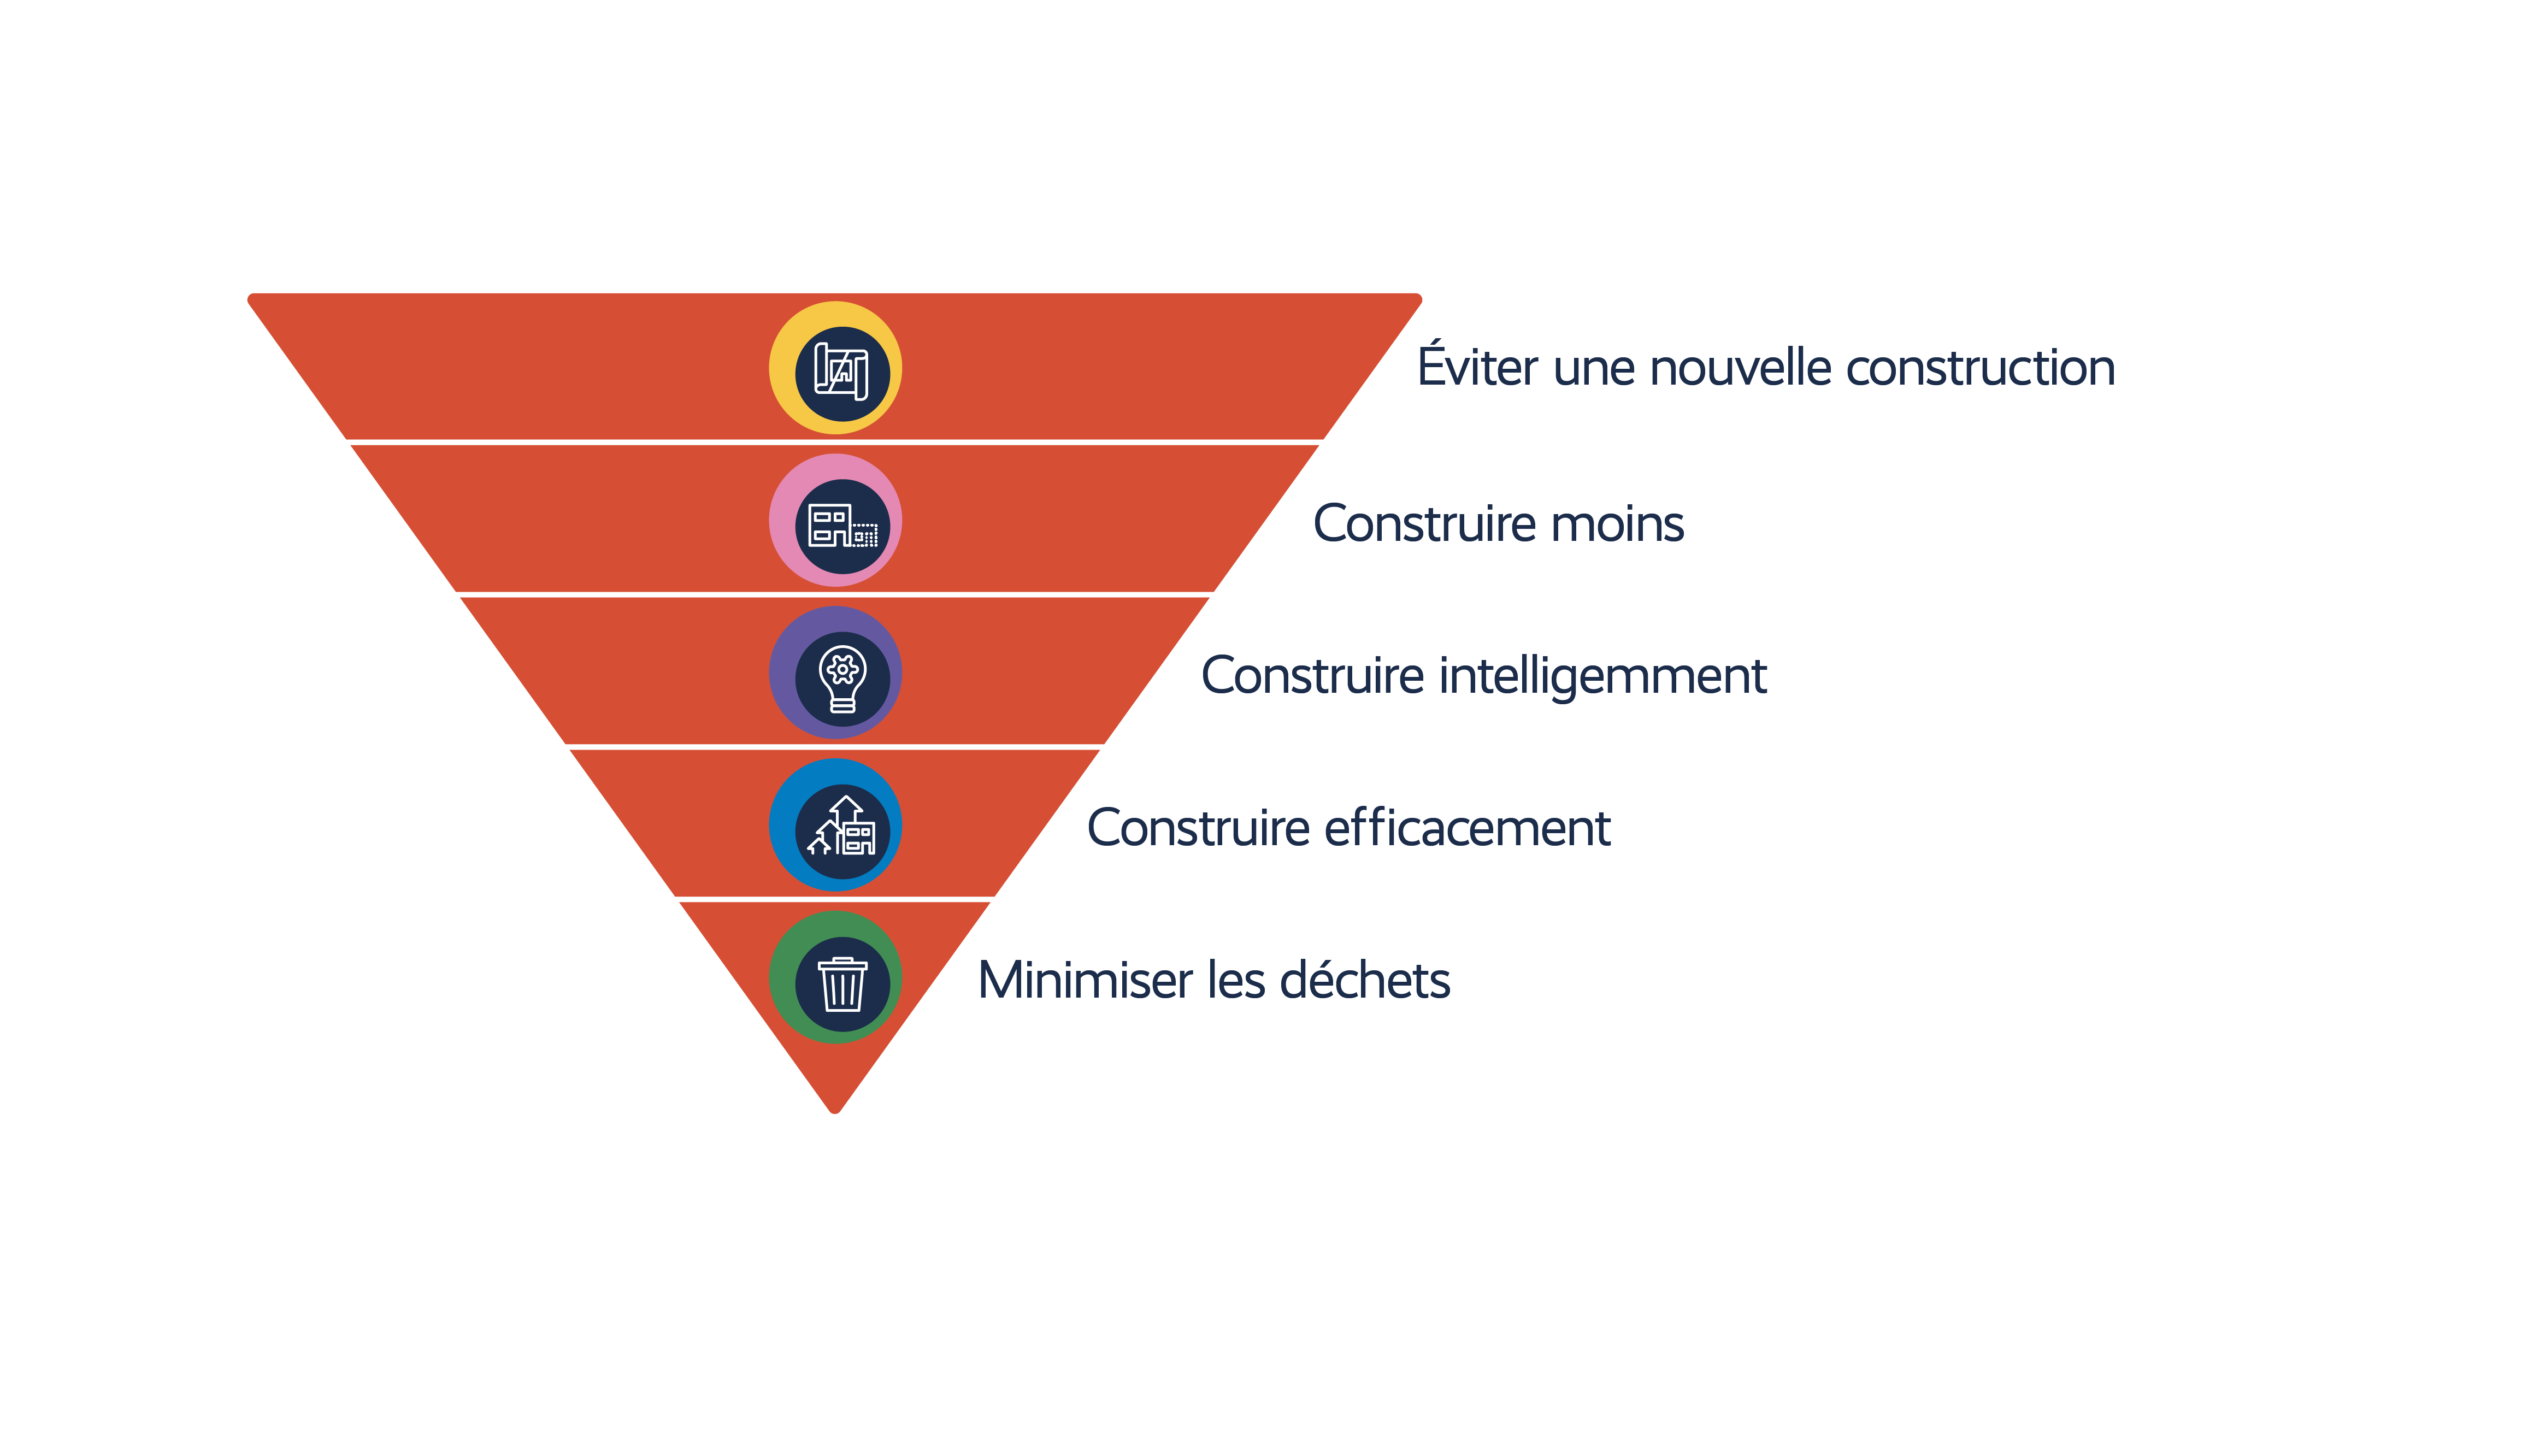 Éviter une nouvelle construction
Construire moins
Construire intelligemment
Construire efficacement
Minimiser les déchets